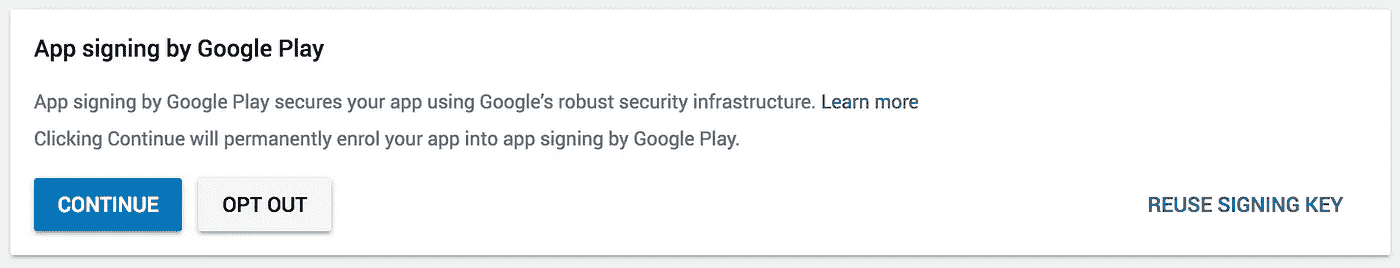 App signing by Google Play
App signing by Google Play secures your app using Google's robust security infrastructure. Learn more
Clicking Continue will permanently enrol your app into app signing by Google Play.
CONTINUE OPT OUT REUSE SIGNING KEY